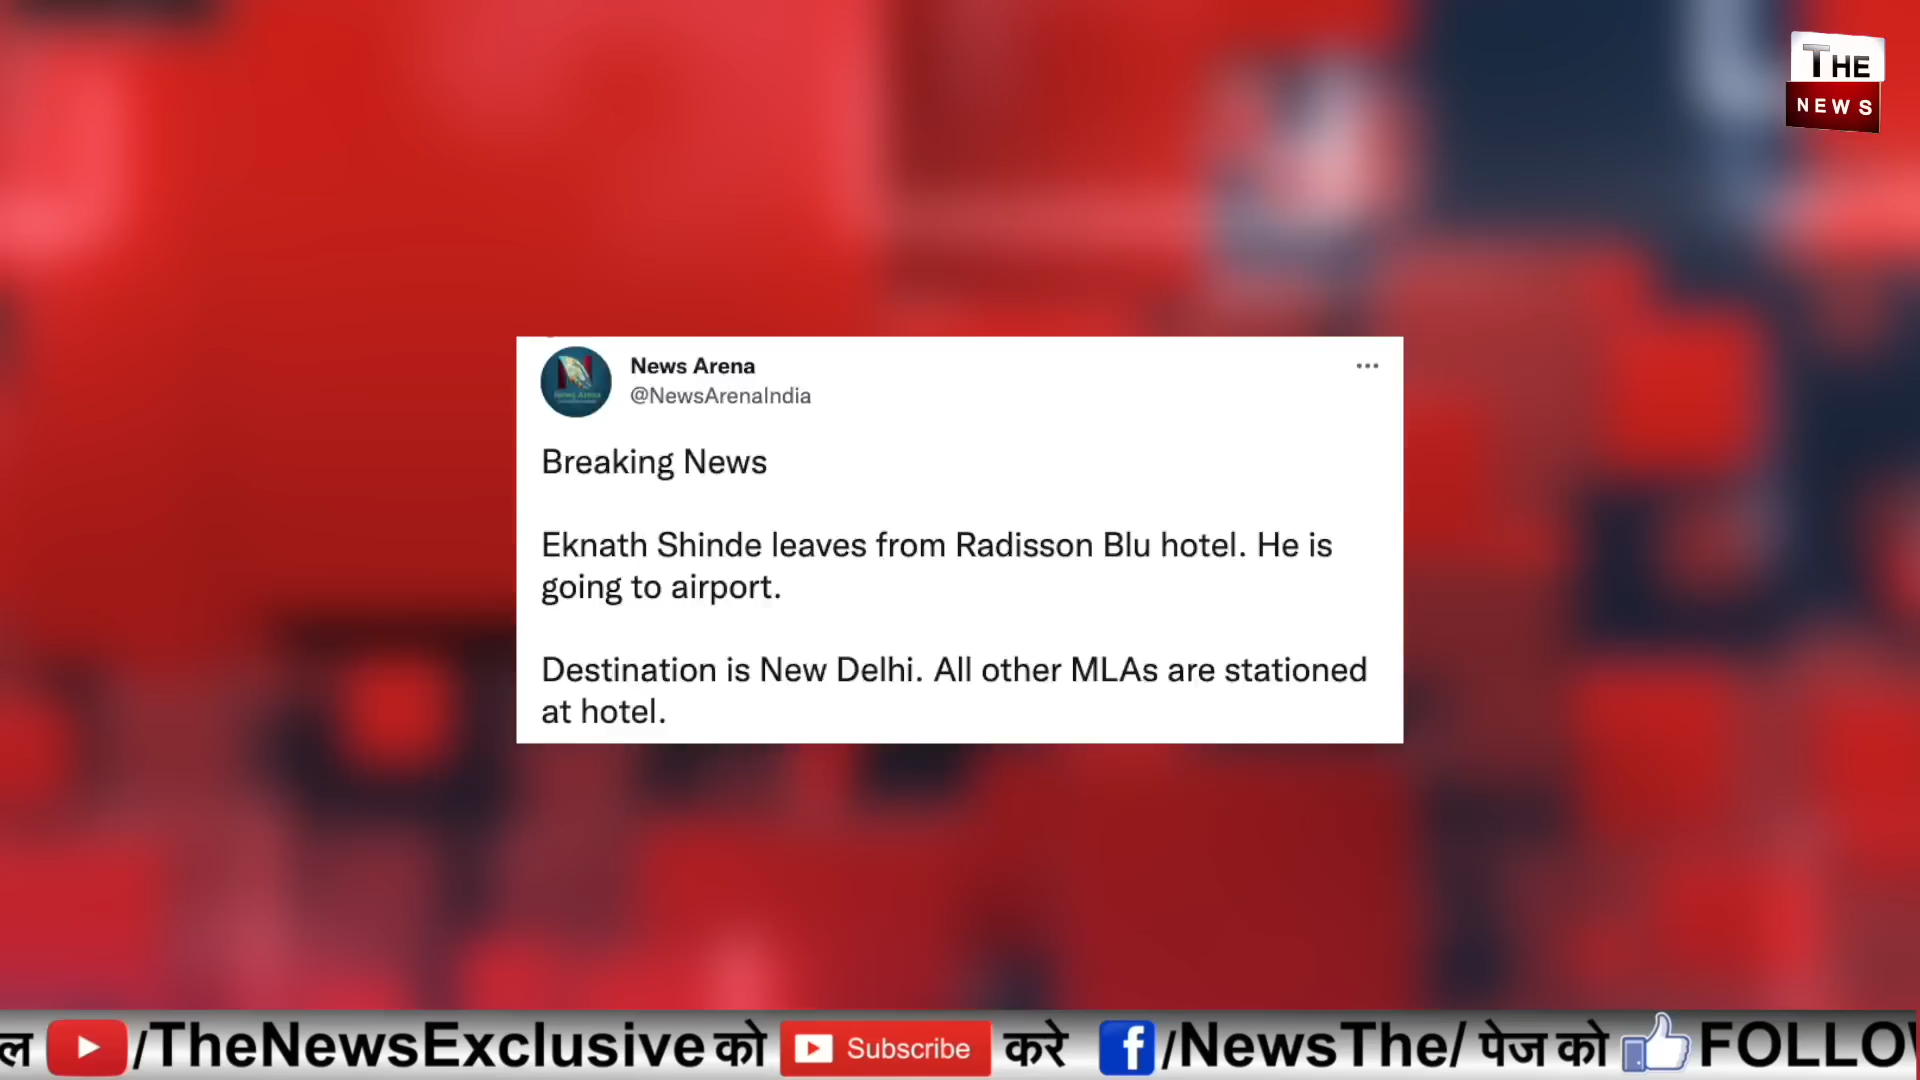 THE
NEWS
News Arena
@NewsArenaIndia
Breaking News
Eknath Shinde leaves from Radisson Blu hotel. He is
going to airport.
Destination is New Delhi. All other MLAs are stationed
at hotel.
ल /TheNewsExclusive को Subscribe करे f /NewsThe/ पेज को FOLLOW